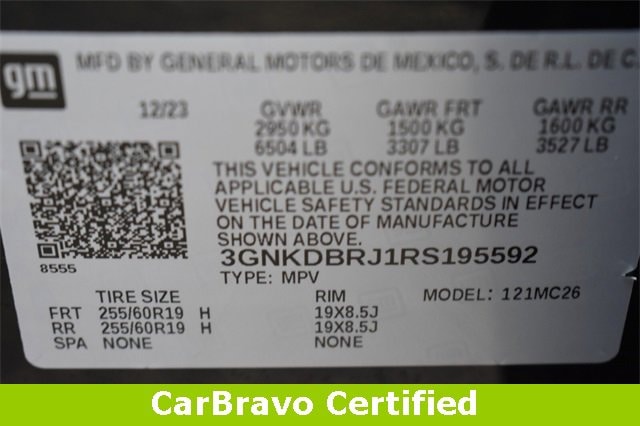 gm
MFD BY GENERAL MOTORS DE MEXICO, S. DE R.L. DE C.
12/23 GVWR GAWR FRT GAWR RR
2950 KG 1500 KG 1600 KG
6504 LB 3307 LB 3527 LB
THIS VEHICLE CONFORMS TO ALL
APPLICABLE U.S. FEDERAL MOTOR
VEHICLE SAFETY STANDARDS IN EFFECT
ON THE DATE OF MANUFACTURE
SHOWN ABOVE.
8555
3GNKDBRJ1RS195592
TYPE: MPV MODEL: 121MC26
TIRE SIZE RIM
FRT 255/60R19 H 19X8.5J
RR 255/60R19 H 19X8.5J
SPA NONE NONE
CarBravo Certified